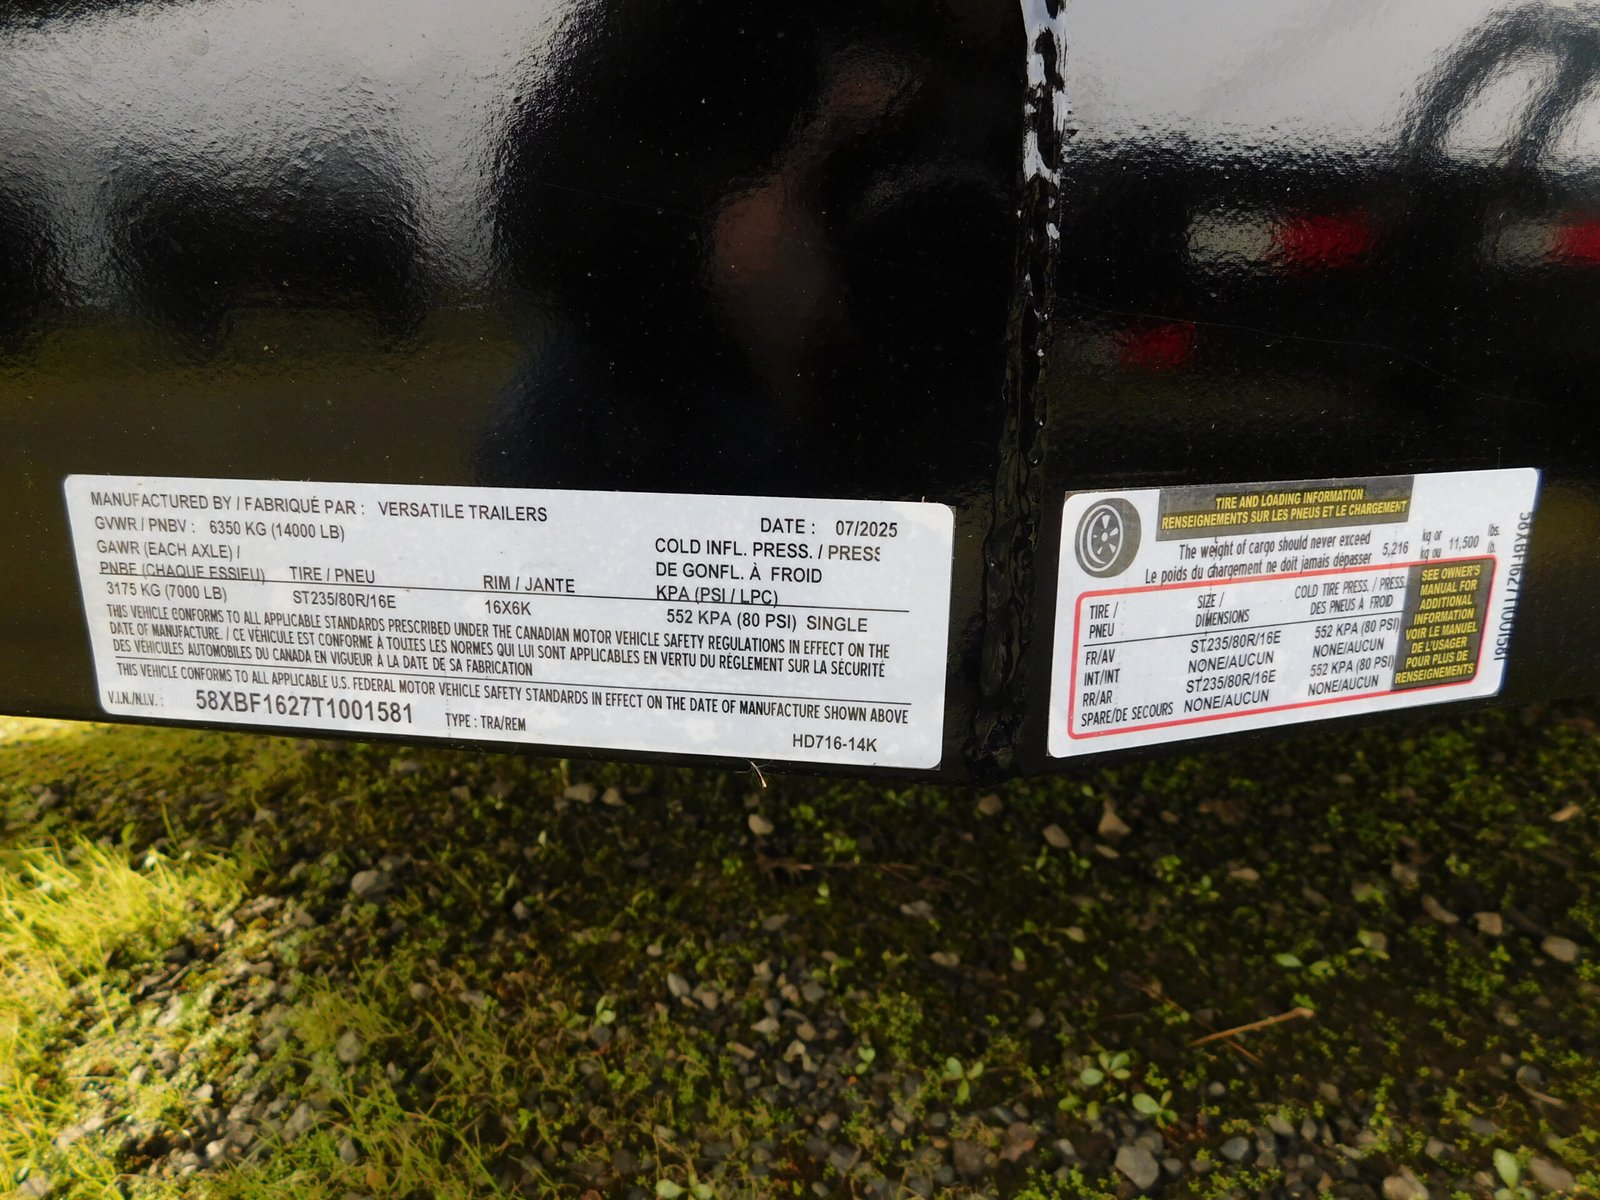 MANUFACTURED BY / FABRIQUÉ PAR : VERSATILE TRAILERS
GVWR / PNBV : 6350 KG (14000 LB)
DATE : 07/2025
GAWR (EACH AXLE) /
PNBE (CHAQUE ESSIEU)
TIRE / PNEU
RIM / JANTE
COLD INFL. PRESS. / PRESS
DE GONFL. À FROID
KPA (PSI / LPC)
3175 KG (7000 LB) ST235/80R/16E 16X6K 552 KPA (80 PSI) SINGLE
THIS VEHICLE CONFORMS TO ALL APPLICABLE STANDARDS PRESCRIBED UNDER THE CANADIAN MOTOR VEHICLE SAFETY REGULATIONS IN EFFECT ON THE
DATE OF MANUFACTURE. / CE VÉHICULE EST CONFORME À TOUTES LES NORMES QUI LUI SONT APPLICABLES EN VERTU DU RÈGLEMENT SUR LA SÉCURITÉ
DES VÉHICULES AUTOMOBILES DU CANADA EN VIGUEUR À LA DATE DE SA FABRICATION
THIS VEHICLE CONFORMS TO ALL APPLICABLE U.S. FEDERAL MOTOR VEHICLE SAFETY STANDARDS IN EFFECT ON THE DATE OF MANUFACTURE SHOWN ABOVE
V.I.N./N.I.V. : 58XBF1627T1001581 TYPE : TRA/REM
HD716-14K
TIRE AND LOADING INFORMATION
RENSEIGNEMENTS SUR LES PNEUS ET LE CHARGEMENT
The weight of cargo should never exceed
Le poids du chargement ne doit jamais dépasser
5,216 kg or
kg ou 11,500 lbs.
lb.
TIRE /
PNEU
SIZE /
DIMENSIONS
COLD TIRE PRESS. / PRESS.
DES PNEUS À FROID
FR/AV ST235/80R/16E 552 KPA (80 PSI)
INT/INT NONE/AUCUN NONE/AUCUN
RR/AR ST235/80R/16E 552 KPA (80 PSI)
SPARE/DE SECOURS NONE/AUCUN NONE/AUCUN
SEE OWNER'S
MANUAL FOR
ADDITIONAL
INFORMATION
VOIR LE MANUEL
DE L'USAGER
POUR PLUS DE
RENSEIGNEMENTS
58XBF1627T1001581